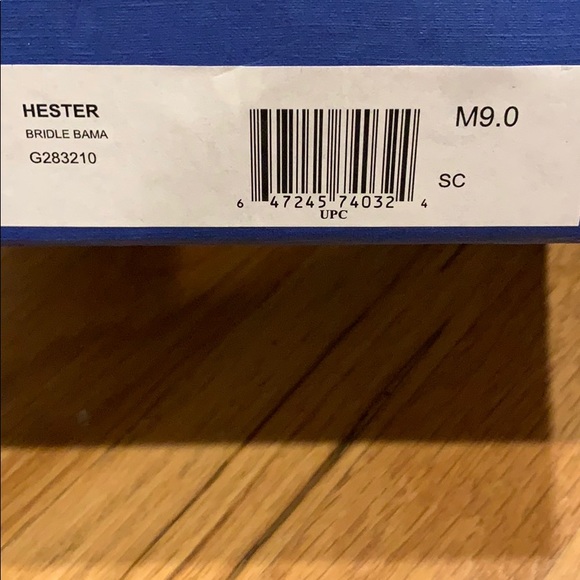 HESTER
BRIDLE BAMA
G283210
M9.0
SC
6 47245 74032 4
UPC